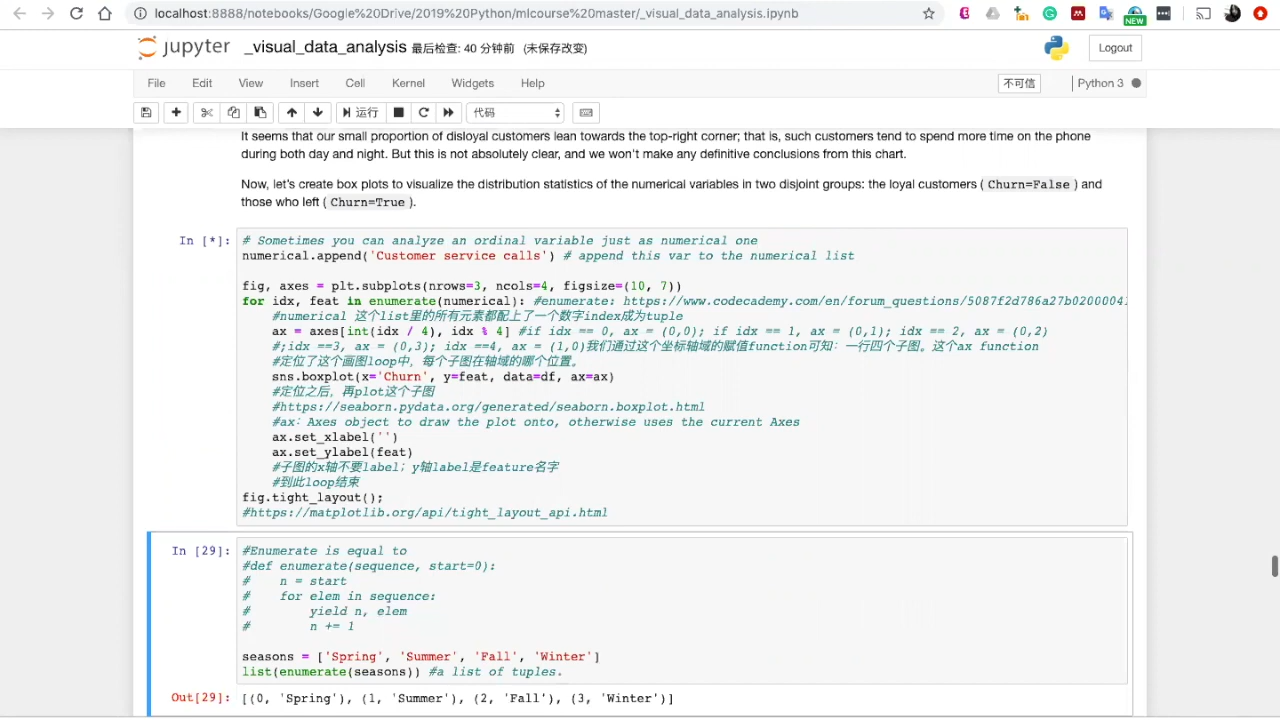 localhost:8888/notebooks/Google%20Drive/2020%20Python/mlcourse%20master/_visual_data_analysis.ipynb
NEW
jupyter _visual_data_analysis 最后检查: 40 分钟前 (未保存改变)
Logout
File Edit View Insert Cell Kernel Widgets Help 不可信 Python 3
运行 代码
It seems that our small proportion of disloyal customers lean towards the top-right corner; that is, such customers tend to spend more time on the phone
during both day and night. But this is not absolutely clear, and we won't make any definitive conclusions from this chart.
Now, let's create box plots to visualize the distribution statistics of the numerical variables in two disjoint groups: the loyal customers ( Churn=False ) and
those who left ( Churn=True ).
In [*]: # Sometimes you can analyze an ordinal variable just as numerical one
numerical.append('Customer service calls') # append this var to the numerical list
fig, axes = plt.subplots(nrows=3, ncols=4, figsize=(10, 7))
for idx, feat in enumerate(numerical): #enumerate: https://www.codecademy.com/en/forum_questions/5087f2d786a27b02000041
#numerical 这个list里的所有元素都配上了一个数字index成为tuple
ax = axes[int(idx / 4), idx % 4] #if idx == 0, ax = (0,0); if idx == 1, ax = (0,1); idx == 2, ax = (0,2)
#;idx ==3, ax = (0,3); idx ==4, ax = (1,0)我们通过这个坐标轴域的赋值function可知：一行四个子图。这个ax function
#定位了这个画图loop中，每个子图在轴域的哪个位置。
sns.boxplot(x='Churn', y=feat, data=df, ax=ax)
#定位之后，再plot这个子图
#https://seaborn.pydata.org/generated/seaborn.boxplot.html
#ax：Axes object to draw the plot onto, otherwise uses the current Axes
ax.set_xlabel('')
ax.set_ylabel(feat)
#子图的x轴不要label；y轴label是feature名字
#到此loop结束
fig.tight_layout();
#https://matplotlib.org/api/tight_layout_api.html
In [29]: #Enumerate is equal to
#def enumerate(sequence, start=0):
#    n = start
#    for elem in sequence:
#        yield n, elem
#        n += 1
seasons = ['Spring', 'Summer', 'Fall', 'Winter']
list(enumerate(seasons)) #a list of tuples.
Out[29]: [(0, 'Spring'), (1, 'Summer'), (2, 'Fall'), (3, 'Winter')]